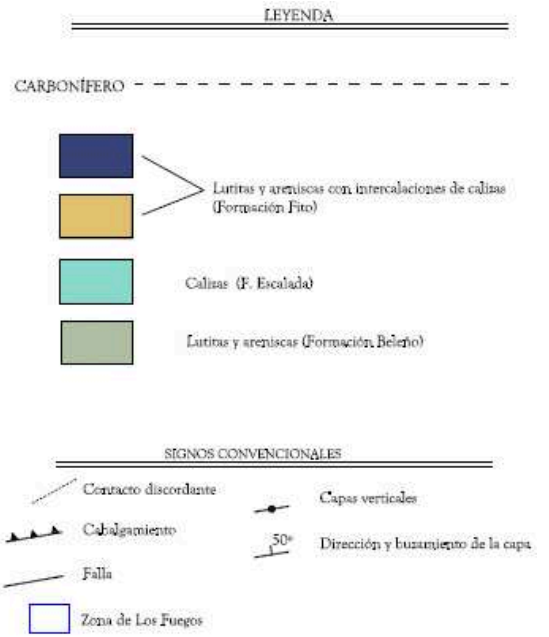 LEYENDA
CARBONÍFERO
Lutitas y areniscas con intercalaciones de calizas
(Formación Fito)
Calizas (F. Escalada)
Lutitas y areniscas (Formación Beleño)
SIGNOS CONVENCIONALES
Contacto discordante
Capas verticales
Cabalgamiento
50º
Dirección y buzamiento de la capa
Falla
Zona de Los Fuegos